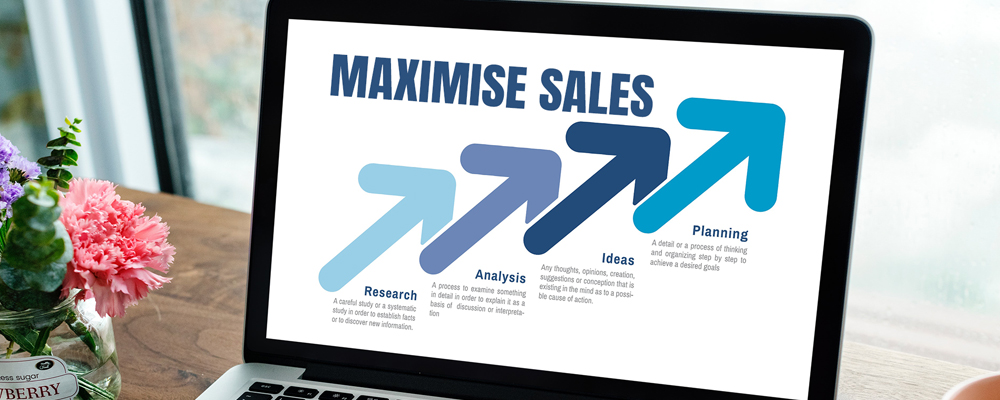 MAXIMISE SALES
Research
A careful study or a systematic
study in order to establish facts
or to discover new information.
Analysis
A process to examine something
in detail in order to explain it as a
basis of discussion or interpreta-
tion
Ideas
Any thoughts, opinions, creation,
suggestions or conception that is
existing in the mind as to a possi-
ble cause of action.
Planning
A detail or a process of thinking
and organizing step by step to
achieve a desired goals
ess sugar
WBERRY